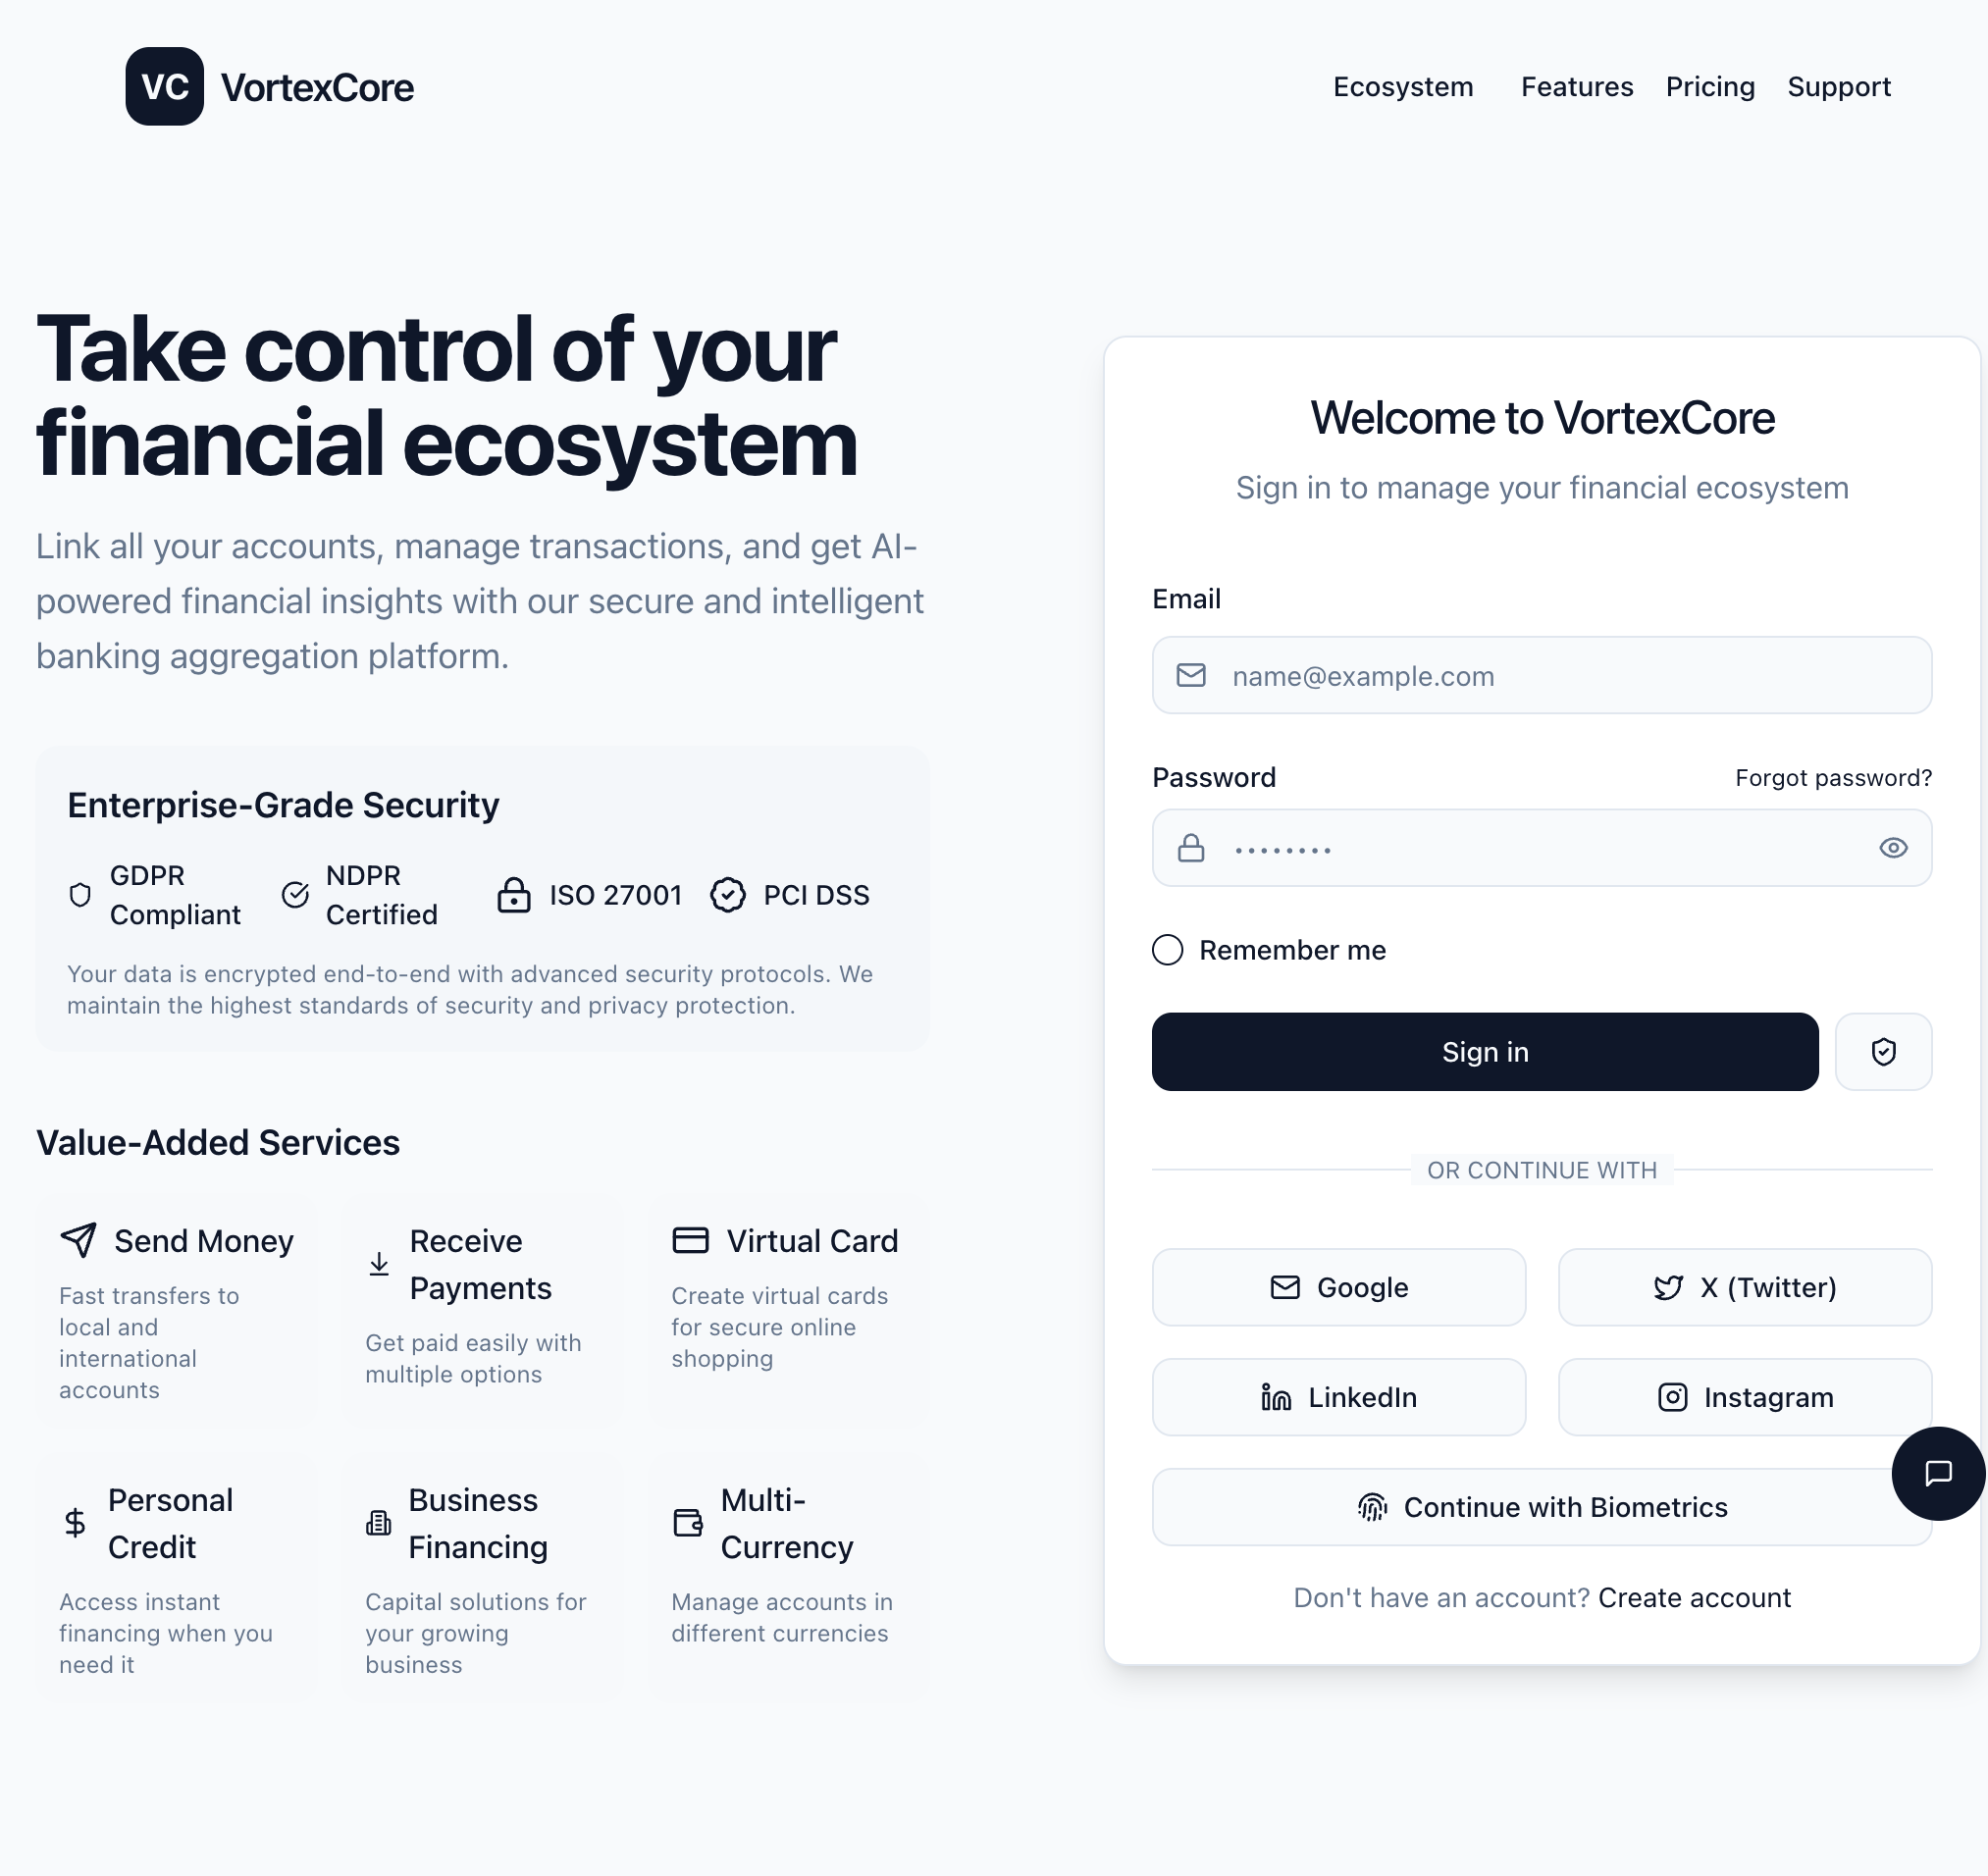 VC VortexCore
Ecosystem Features Pricing Support
Take control of your
financial ecosystem
Link all your accounts, manage transactions, and get AI-
powered financial insights with our secure and intelligent
banking aggregation platform.
Enterprise-Grade Security
GDPR
Compliant
NDPR
Certified
ISO 27001
PCI DSS
Your data is encrypted end-to-end with advanced security protocols. We
maintain the highest standards of security and privacy protection.
Value-Added Services
Send Money
Fast transfers to
local and
international
accounts
Receive
Payments
Get paid easily with
multiple options
Virtual Card
Create virtual cards
for secure online
shopping
Personal
Credit
Access instant
financing when you
need it
Business
Financing
Capital solutions for
your growing
business
Multi-
Currency
Manage accounts in
different currencies
Welcome to VortexCore
Sign in to manage your financial ecosystem
Email
name@example.com
Password Forgot password?
••••••••
Remember me
Sign in
OR CONTINUE WITH
Google
X (Twitter)
LinkedIn
Instagram
Continue with Biometrics
Don't have an account? Create account